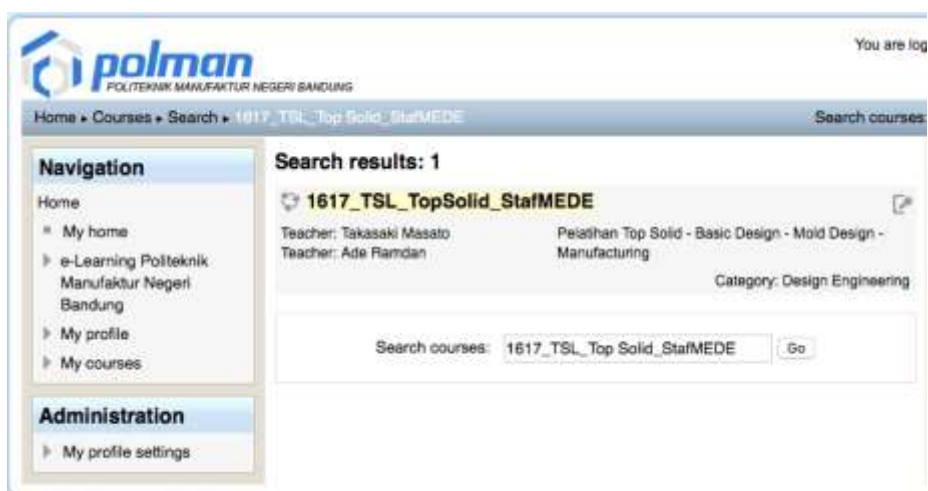 polman
POLITEKNIK MANUFAKTUR NEGERI BANDUNG
You are log
Home ▸ Courses ▸ Search ▸ 1617_TSL_Top Solid_StafMEDE
Search courses:
Navigation
Home
My home
e-Learning Politeknik
Manufaktur Negeri
Bandung
My profile
My courses
Administration
My profile settings
Search results: 1
1617_TSL_TopSolid_StafMEDE
Teacher: Takasaki Masato
Teacher: Ade Ramdan
Pelatihan Top Solid - Basic Design - Mold Design -
Manufacturing
Category: Design Engineering
Search courses: 1617_TSL_Top Solid_StafMEDE Go